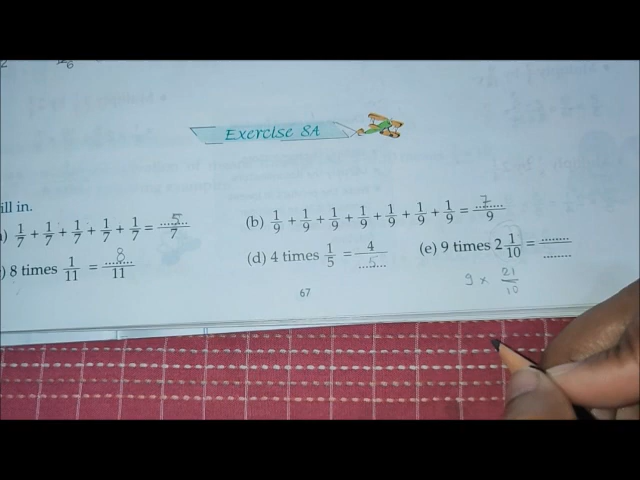 Exercise 8A
ill in.
) 1/7 + 1/7 + 1/7 + 1/7 + 1/7 = 5/7 (b) 1/9 + 1/9 + 1/9 + 1/9 + 1/9 + 1/9 + 1/9 = 7/9
) 8 times 1/11 = 8/11 (d) 4 times 1/5 = 4/5 (e) 9 times 2 1/10 = ........ / ........
9 × 21/10
67